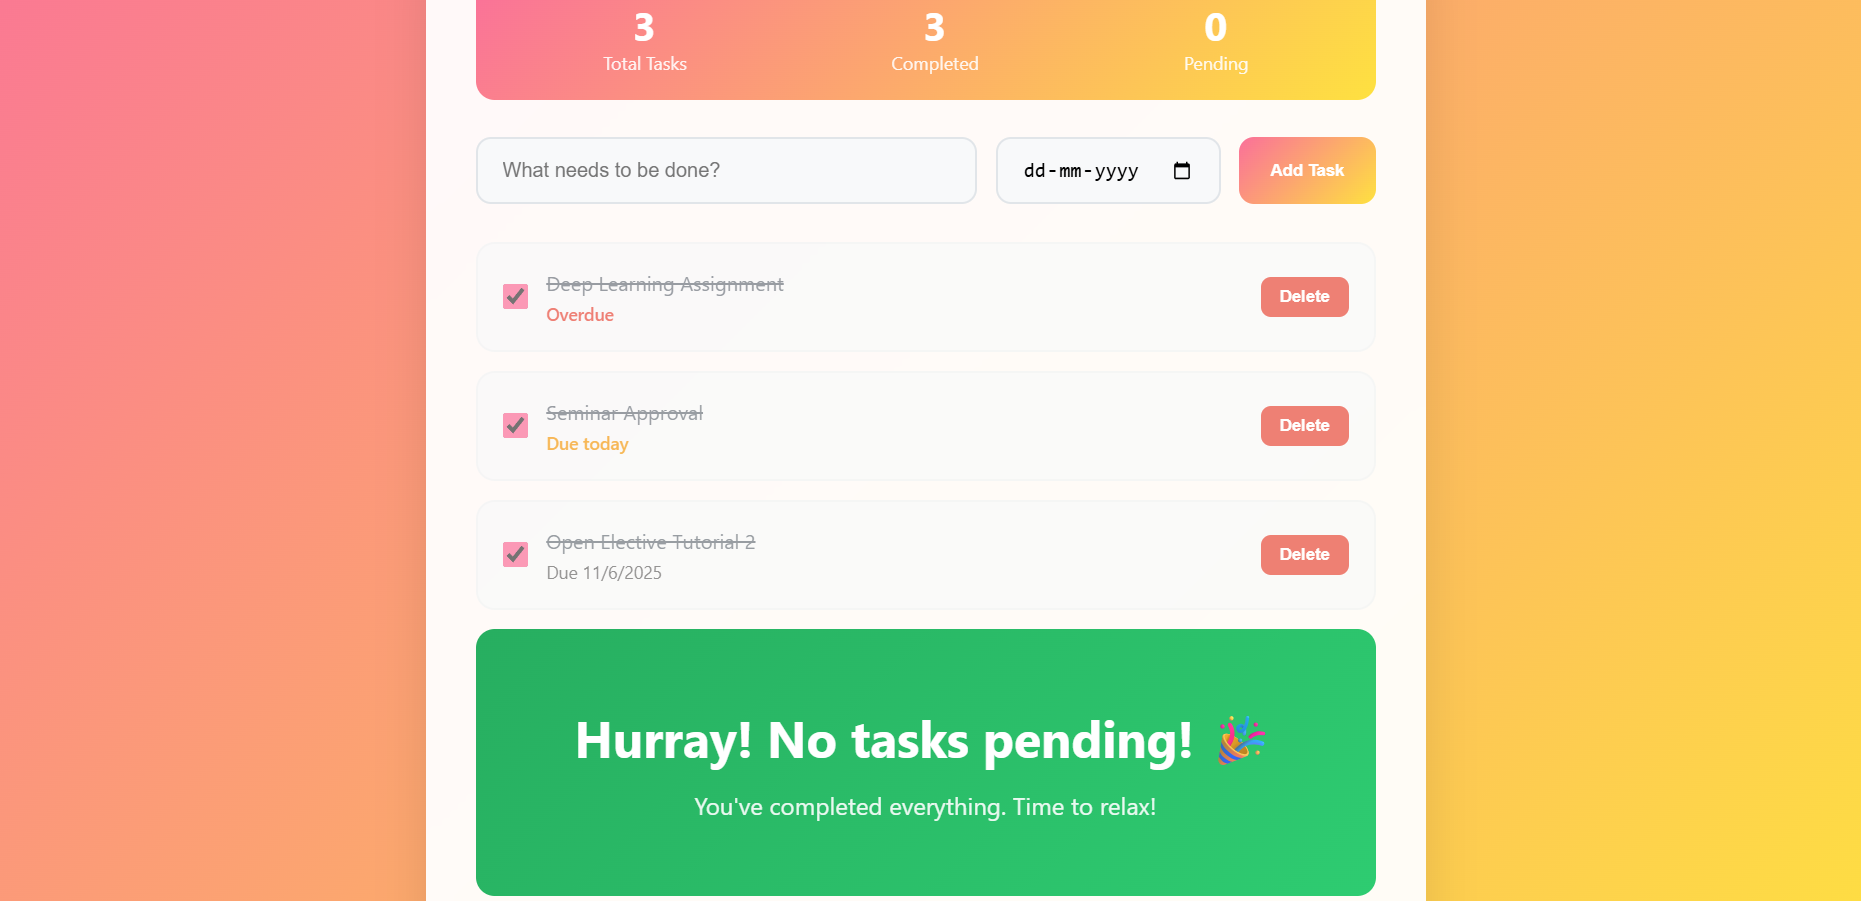 3 3 0
Total Tasks Completed Pending
What needs to be done? dd-mm-yyyy Add Task
Deep Learning Assignment
Overdue
Delete
Seminar Approval
Due today
Delete
Open Elective Tutorial 2
Due 11/6/2025
Delete
Hurray! No tasks pending! 🎉
You've completed everything. Time to relax!